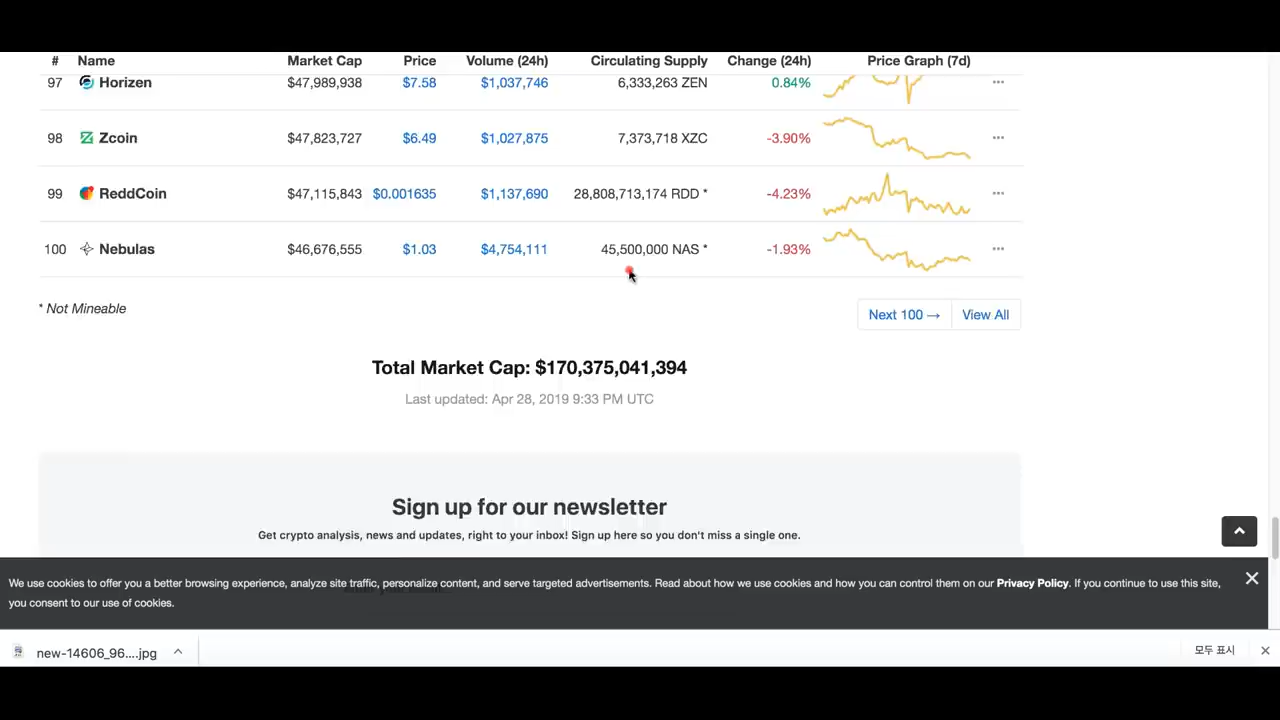 # Name Market Cap Price Volume (24h) Circulating Supply Change (24h) Price Graph (7d)
97 Horizen $47,989,938 $7.58 $1,037,746 6,333,263 ZEN 0.84%
98 Zcoin $47,823,727 $6.49 $1,027,875 7,373,718 XZC -3.90%
99 ReddCoin $47,115,843 $0.001635 $1,137,690 28,808,713,174 RDD * -4.23%
100 Nebulas $46,676,555 $1.03 $4,754,111 45,500,000 NAS * -1.93%
* Not Mineable
Next 100 → View All
Total Market Cap: $170,375,041,394
Last updated: Apr 28, 2019 9:33 PM UTC
Sign up for our newsletter
Get crypto analysis, news and updates, right to your inbox! Sign up here so you don't miss a single one.
We use cookies to offer you a better browsing experience, analyze site traffic, personalize content, and serve targeted advertisements. Read about how we use cookies and how you can control them on our Privacy Policy. If you continue to use this site,
you consent to our use of cookies.
new-14606_96....jpg
모두 표시